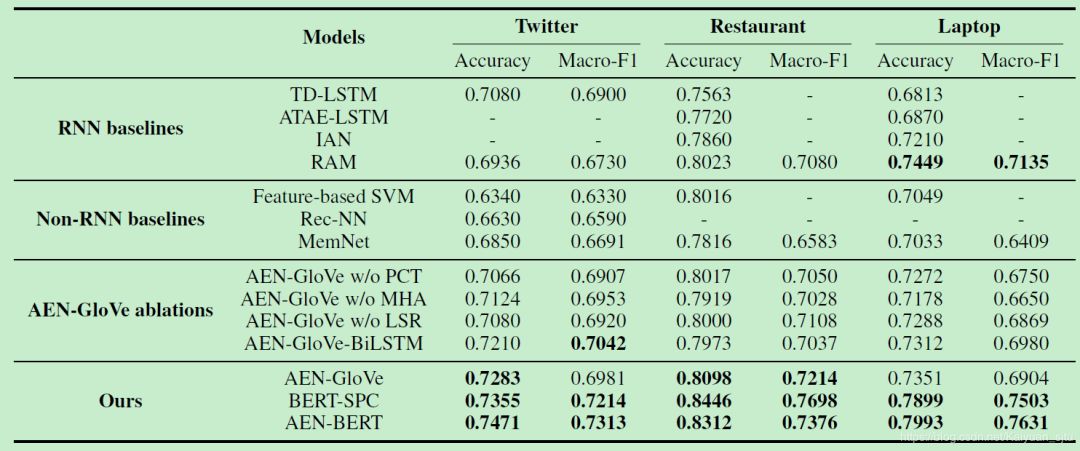 Models Twitter Restaurant Laptop
Accuracy Macro-F1 Accuracy Macro-F1 Accuracy Macro-F1
RNN baselines
TD-LSTM 0.7080 0.6900 0.7563 - 0.6813 -
ATAE-LSTM - - 0.7720 - 0.6870 -
IAN - - 0.7860 - 0.7210 -
RAM 0.6936 0.6730 0.8023 0.7080 0.7449 0.7135
Non-RNN baselines
Feature-based SVM 0.6340 0.6330 0.8016 - 0.7049 -
Rec-NN 0.6630 0.6590 - - - -
MemNet 0.6850 0.6691 0.7816 0.6583 0.7033 0.6409
AEN-GloVe ablations
AEN-GloVe w/o PCT 0.7066 0.6907 0.8017 0.7050 0.7272 0.6750
AEN-GloVe w/o MHA 0.7124 0.6953 0.7919 0.7028 0.7178 0.6650
AEN-GloVe w/o LSR 0.7080 0.6920 0.8000 0.7108 0.7288 0.6869
AEN-GloVe-BiLSTM 0.7210 0.7042 0.7973 0.7037 0.7312 0.6980
Ours
AEN-GloVe 0.7283 0.6981 0.8098 0.7214 0.7351 0.6904
BERT-SPC 0.7355 0.7214 0.8446 0.7698 0.7899 0.7503
AEN-BERT 0.7471 0.7313 0.8312 0.7376 0.7993 0.7631